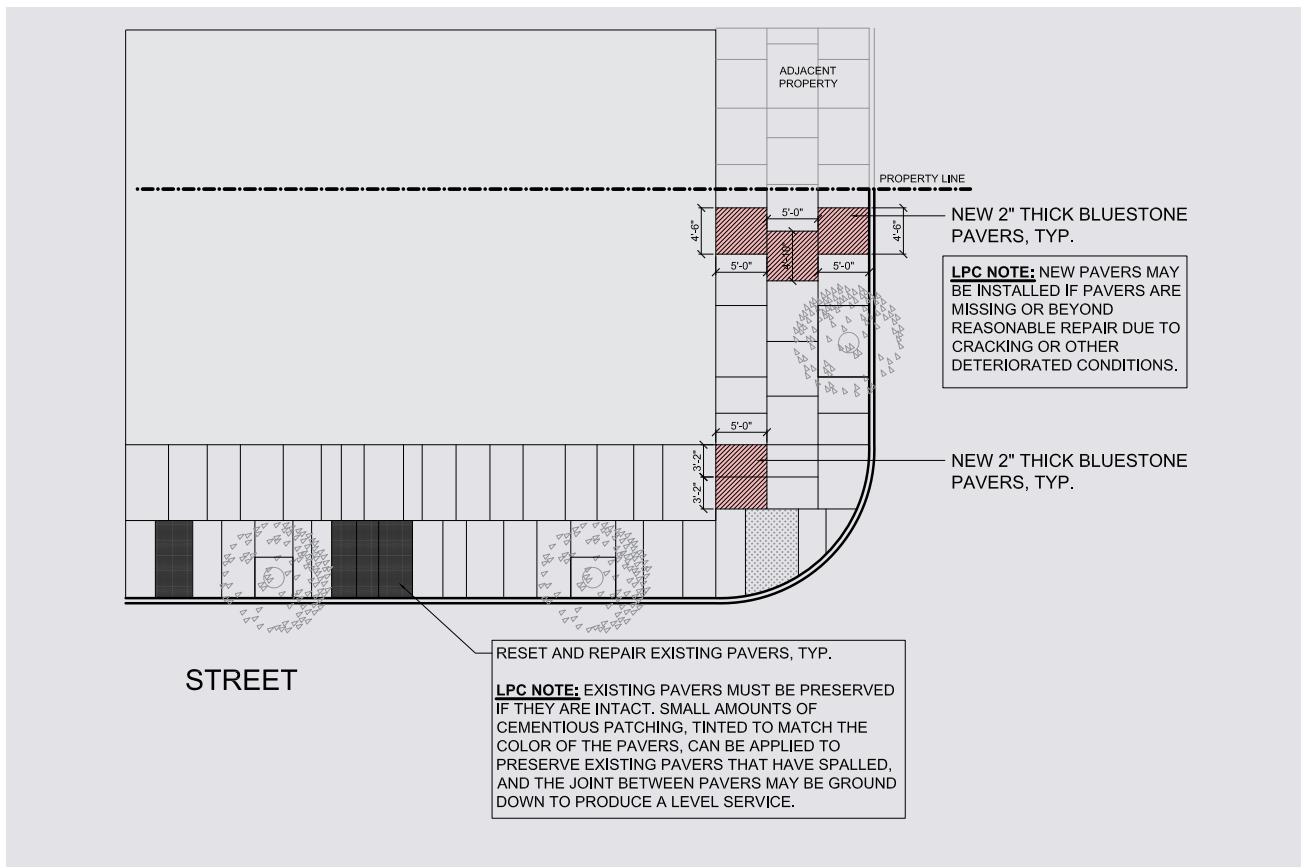 ADJACENT
PROPERTY
PROPERTY LINE
NEW 2" THICK BLUESTONE
PAVERS, TYP.
5'-0"
4'-6"
4'-10"
4'-6"
5'-0"
5'-0"
LPC NOTE: NEW PAVERS MAY
BE INSTALLED IF PAVERS ARE
MISSING OR BEYOND
REASONABLE REPAIR DUE TO
CRACKING OR OTHER
DETERIORATED CONDITIONS.
5'-0"
3'-2"
3'-2"
NEW 2" THICK BLUESTONE
PAVERS, TYP.
STREET
RESET AND REPAIR EXISTING PAVERS, TYP.
LPC NOTE: EXISTING PAVERS MUST BE PRESERVED
IF THEY ARE INTACT. SMALL AMOUNTS OF
CEMENTIOUS PATCHING, TINTED TO MATCH THE
COLOR OF THE PAVERS, CAN BE APPLIED TO
PRESERVE EXISTING PAVERS THAT HAVE SPALLED,
AND THE JOINT BETWEEN PAVERS MAY BE GROUND
DOWN TO PRODUCE A LEVEL SERVICE.